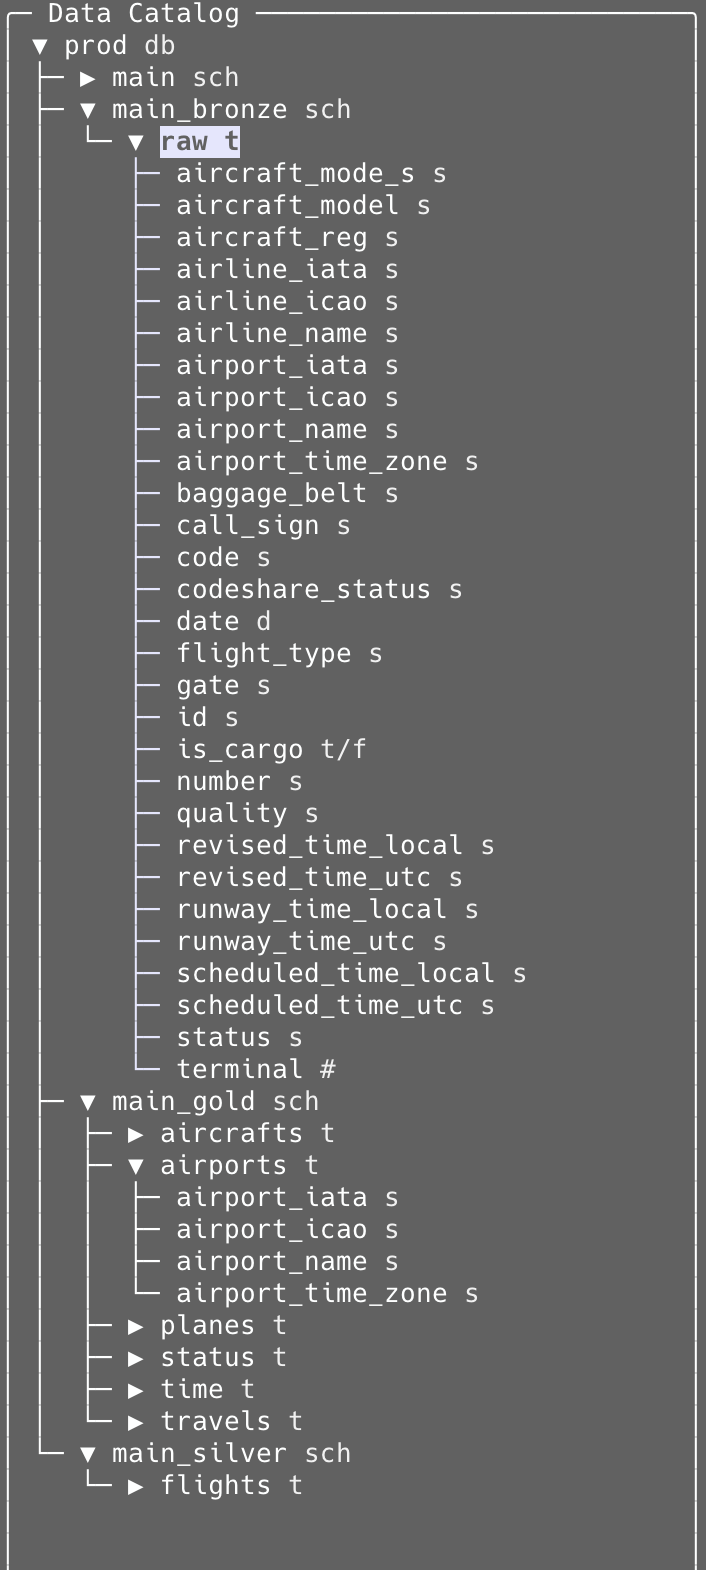 Data Catalog
▼ prod db
▶ main sch
▼ main_bronze sch
▼ raw t
aircraft_mode_s s
aircraft_model s
aircraft_reg s
airline_iata s
airline_icao s
airline_name s
airport_iata s
airport_icao s
airport_name s
airport_time_zone s
baggage_belt s
call_sign s
code s
codeshare_status s
date d
flight_type s
gate s
id s
is_cargo t/f
number s
quality s
revised_time_local s
revised_time_utc s
runway_time_local s
runway_time_utc s
scheduled_time_local s
scheduled_time_utc s
status s
terminal #
▼ main_gold sch
▶ aircrafts t
▼ airports t
airport_iata s
airport_icao s
airport_name s
airport_time_zone s
▶ planes t
▶ status t
▶ time t
▶ travels t
▼ main_silver sch
▶ flights t